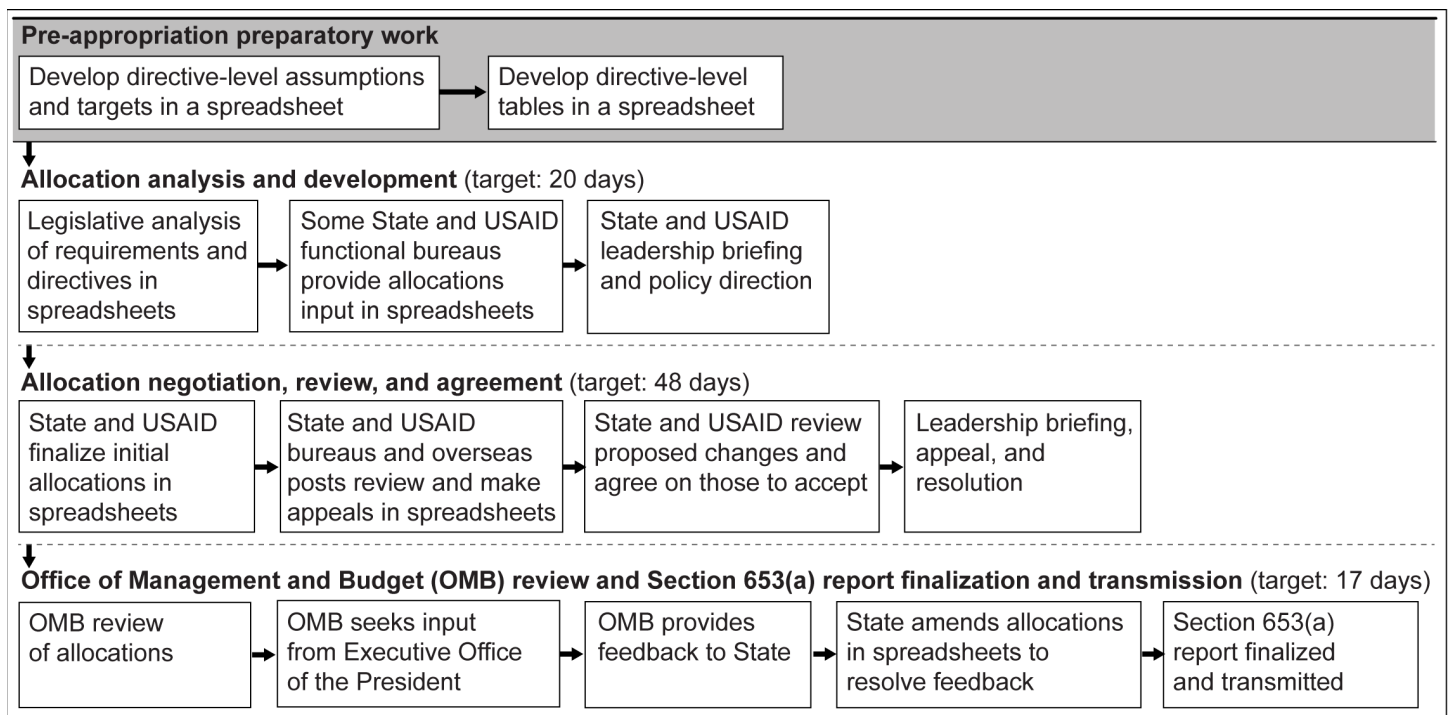 Pre-appropriation preparatory work
Develop directive-level assumptions
and targets in a spreadsheet
Develop directive-level
tables in a spreadsheet
Allocation analysis and development (target: 20 days)
Legislative analysis
of requirements and
directives in
spreadsheets
Some State and USAID
functional bureaus
provide allocations
input in spreadsheets
State and USAID
leadership briefing
and policy direction
Allocation negotiation, review, and agreement (target: 48 days)
State and USAID
finalize initial
allocations in
spreadsheets
State and USAID
bureaus and overseas
posts review and make
appeals in spreadsheets
State and USAID review
proposed changes and
agree on those to accept
Leadership briefing,
appeal, and
resolution
Office of Management and Budget (OMB) review and Section 653(a) report finalization and transmission (target: 17 days)
OMB review
of allocations
OMB seeks input
from Executive Office
of the President
OMB provides
feedback to State
State amends allocations
in spreadsheets to
resolve feedback
Section 653(a)
report finalized
and transmitted